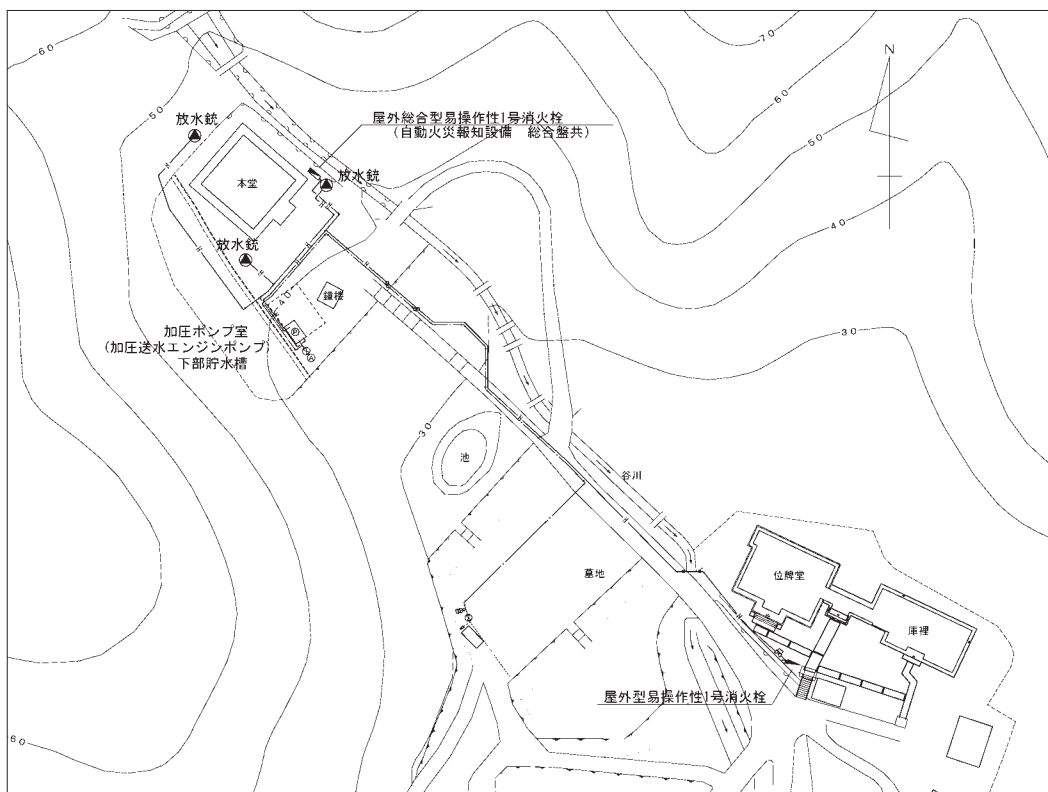 60
70
N
60
50
放水銃
屋外総合型易操作性1号消火栓
(自動火災報知設備 総合盤共)
50
本堂
放水銃
40
放水銃
40
鐘楼
加圧ポンプ室
(加圧送水エンジンポンプ)
下部貯水槽
30
30
池
谷川
墓地
位牌堂
庫裡
屋外型易操作性1号消火栓
60